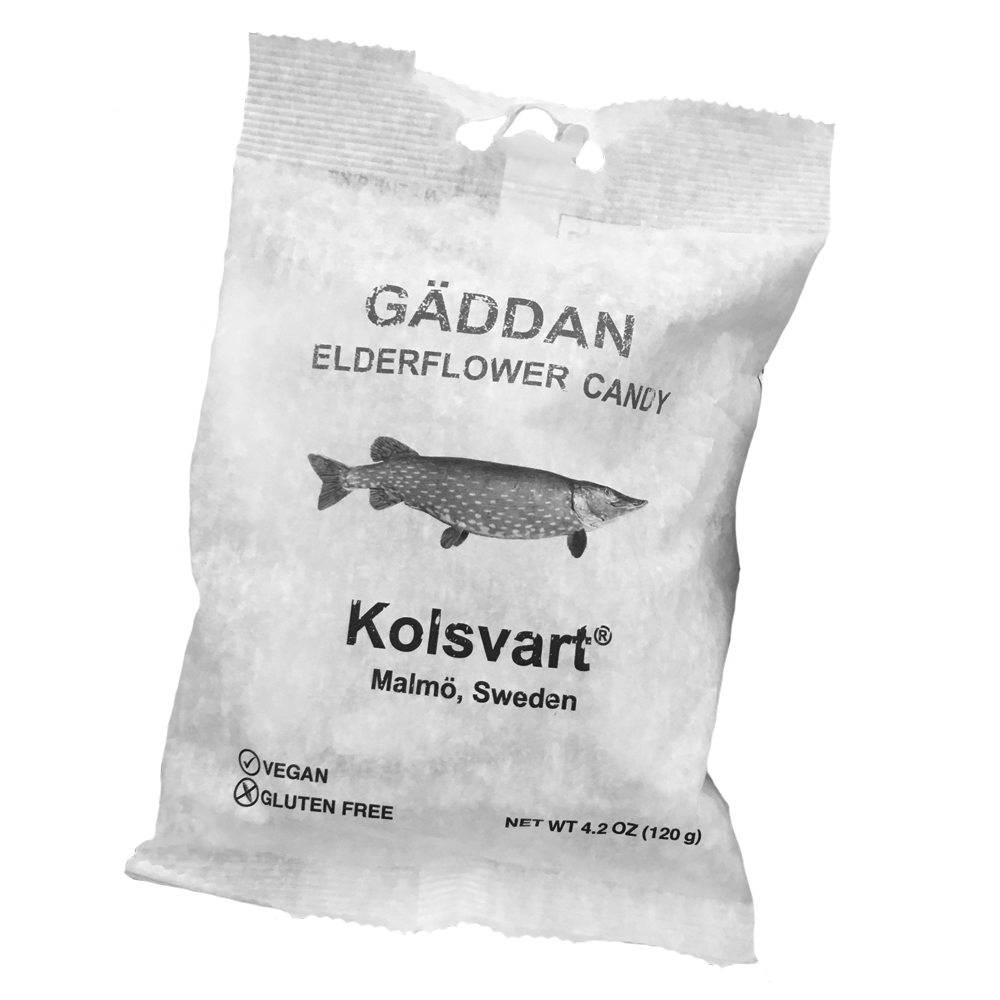 GÄDDAN
ELDERFLOWER CANDY
Kolsvart®
Malmö, Sweden
VEGAN
GLUTEN FREE
NET WT 4.2 OZ (120 g)